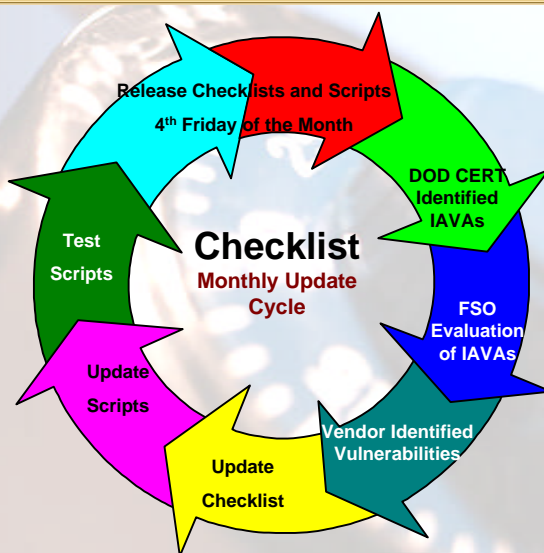 Release Checklists and Scripts
4th Friday of the Month
DOD CERT
Identified
IAVAs
FSO
Evaluation
of IAVAs
Vendor Identified
Vulnerabilities
Update
Checklist
Update
Scripts
Test
Scripts
Checklist
Monthly Update
Cycle